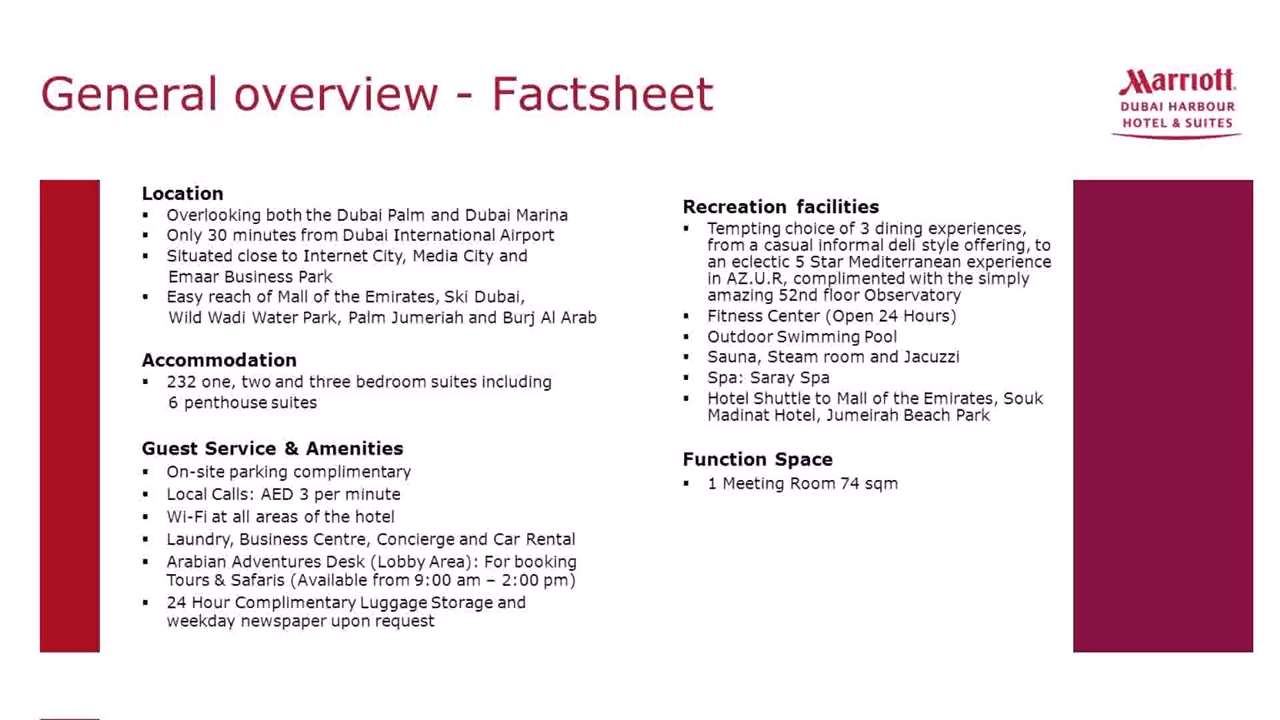 General overview - Factsheet
Marriott
DUBAI HARBOUR
HOTEL & SUITES
Location
▪ Overlooking both the Dubai Palm and Dubai Marina
▪ Only 30 minutes from Dubai International Airport
▪ Situated close to Internet City, Media City and
Emaar Business Park
▪ Easy reach of Mall of the Emirates, Ski Dubai,
Wild Wadi Water Park, Palm Jumeriah and Burj Al Arab
Accommodation
▪ 232 one, two and three bedroom suites including
6 penthouse suites
Guest Service & Amenities
▪ On-site parking complimentary
▪ Local Calls: AED 3 per minute
▪ Wi-Fi at all areas of the hotel
▪ Laundry, Business Centre, Concierge and Car Rental
▪ Arabian Adventures Desk (Lobby Area): For booking
Tours & Safaris (Available from 9:00 am – 2:00 pm)
▪ 24 Hour Complimentary Luggage Storage and
weekday newspaper upon request
Recreation facilities
▪ Tempting choice of 3 dining experiences,
from a casual informal deli style offering, to
an eclectic 5 Star Mediterranean experience
in AZ.U.R, complimented with the simply
amazing 52nd floor Observatory
▪ Fitness Center (Open 24 Hours)
▪ Outdoor Swimming Pool
▪ Sauna, Steam room and Jacuzzi
▪ Spa: Saray Spa
▪ Hotel Shuttle to Mall of the Emirates, Souk
Madinat Hotel, Jumeirah Beach Park
Function Space
▪ 1 Meeting Room 74 sqm